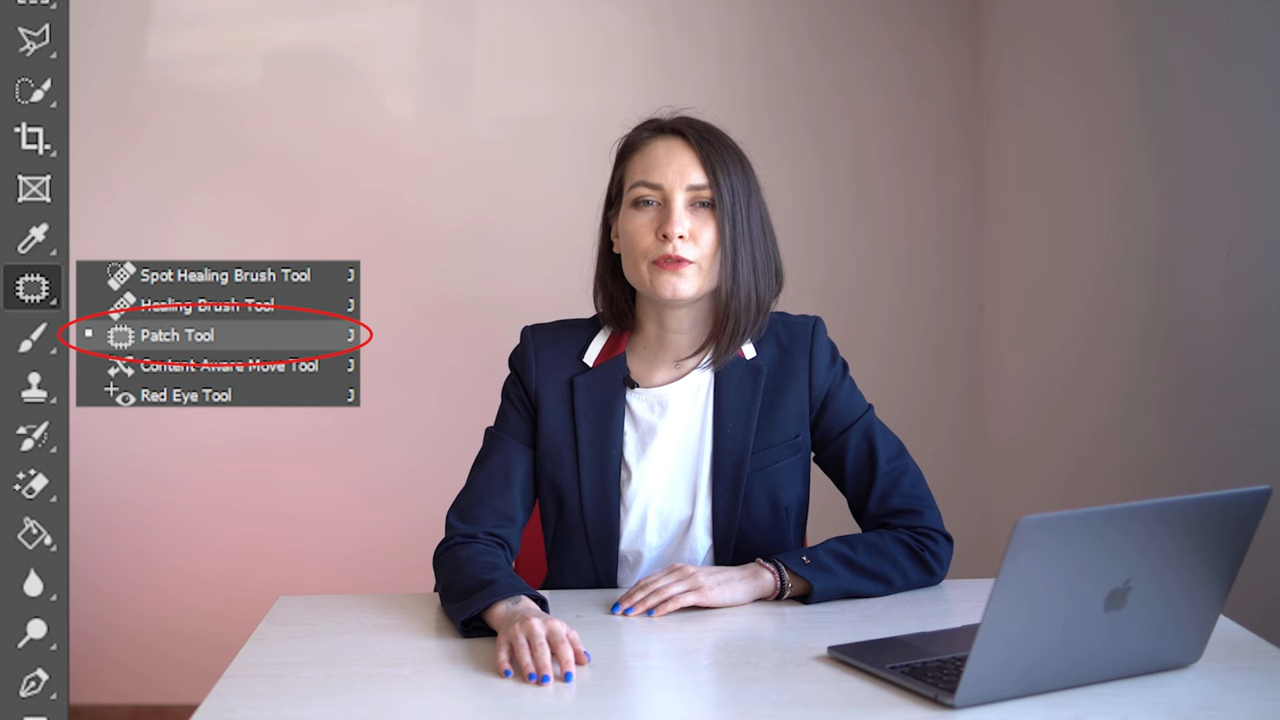 Spot Healing Brush Tool J
Healing Brush Tool J
Patch Tool J
Content-Aware Move Tool J
Red Eye Tool J